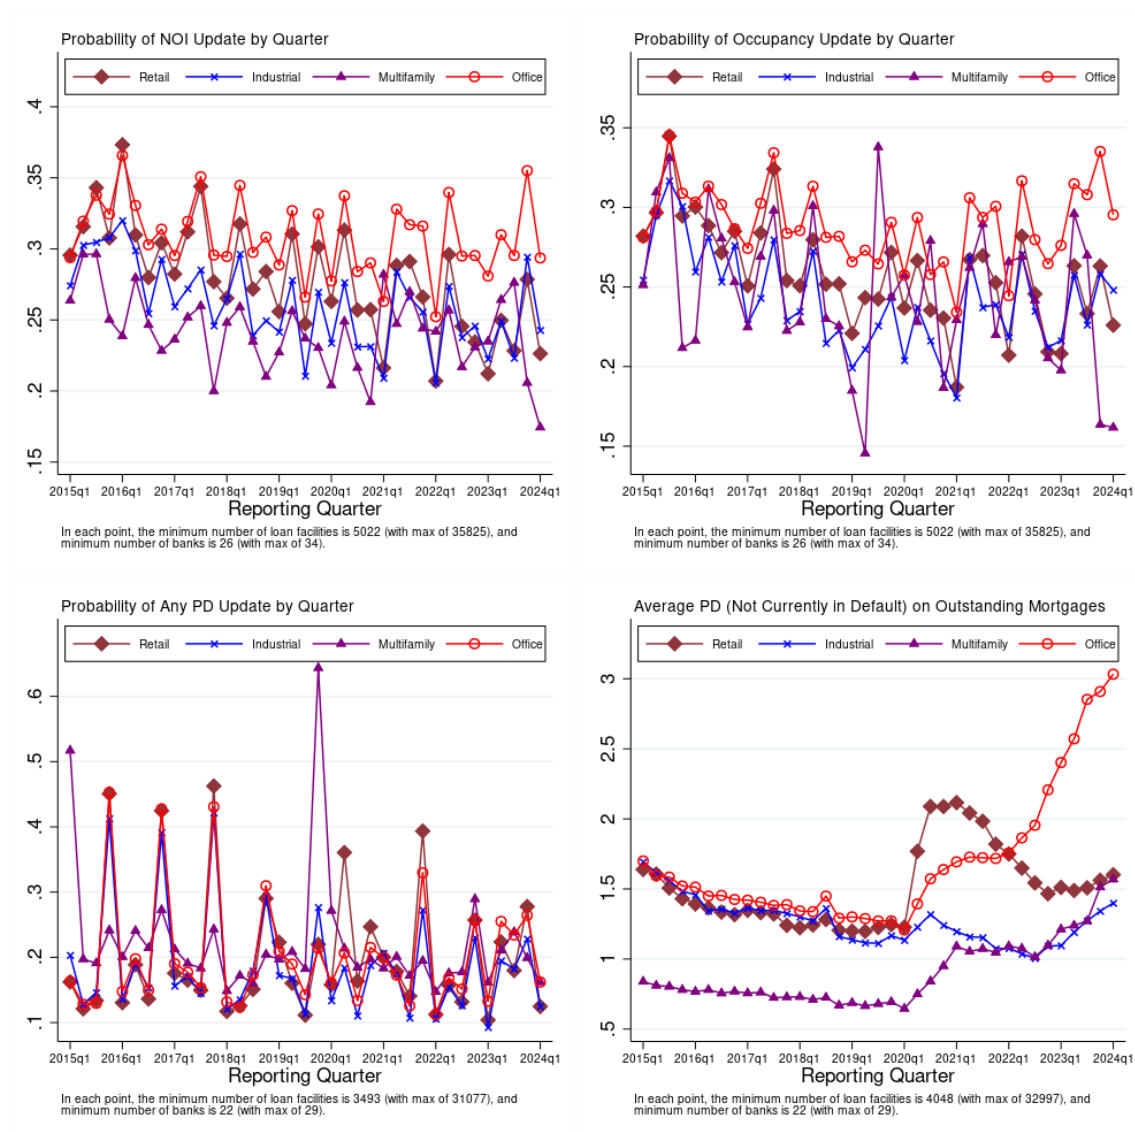 Probability of NOI Update by Quarter
Retail Industrial Multifamily Office
.4
.35
.3
.25
.2
.15
2015q1 2016q1 2017q1 2018q1 2019q1 2020q1 2021q1 2022q1 2023q1 2024q1
Reporting Quarter
In each point, the minimum number of loan facilities is 5022 (with max of 35825), and
minimum number of banks is 26 (with max of 34).
Probability of Occupancy Update by Quarter
Retail Industrial Multifamily Office
.35
.3
.25
.2
.15
2015q1 2016q1 2017q1 2018q1 2019q1 2020q1 2021q1 2022q1 2023q1 2024q1
Reporting Quarter
In each point, the minimum number of loan facilities is 5022 (with max of 35825), and
minimum number of banks is 26 (with max of 34).
Probability of Any PD Update by Quarter
Retail Industrial Multifamily Office
.6
.5
.4
.3
.2
.1
2015q1 2016q1 2017q1 2018q1 2019q1 2020q1 2021q1 2022q1 2023q1 2024q1
Reporting Quarter
In each point, the minimum number of loan facilities is 3493 (with max of 31077), and
minimum number of banks is 22 (with max of 29).
Average PD (Not Currently in Default) on Outstanding Mortgages
Retail Industrial Multifamily Office
3
2.5
2
1.5
1
.5
2015q1 2016q1 2017q1 2018q1 2019q1 2020q1 2021q1 2022q1 2023q1 2024q1
Reporting Quarter
In each point, the minimum number of loan facilities is 4048 (with max of 32997), and
minimum number of banks is 22 (with max of 29).